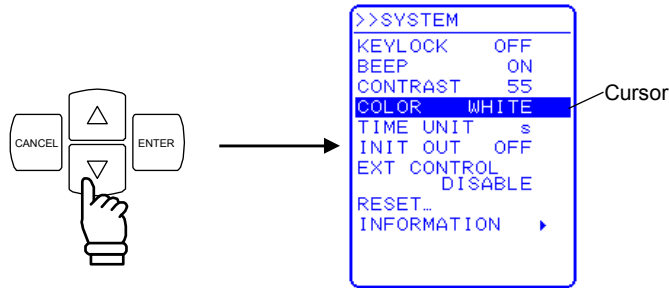 >>SYSTEM
KEYLOCK OFF
BEEP ON
CONTRAST 55
COLOR WHITE
TIME UNIT s
INIT OUT OFF
EXT CONTROL
DISABLE
RESET…
INFORMATION
Cursor
CANCEL
ENTER